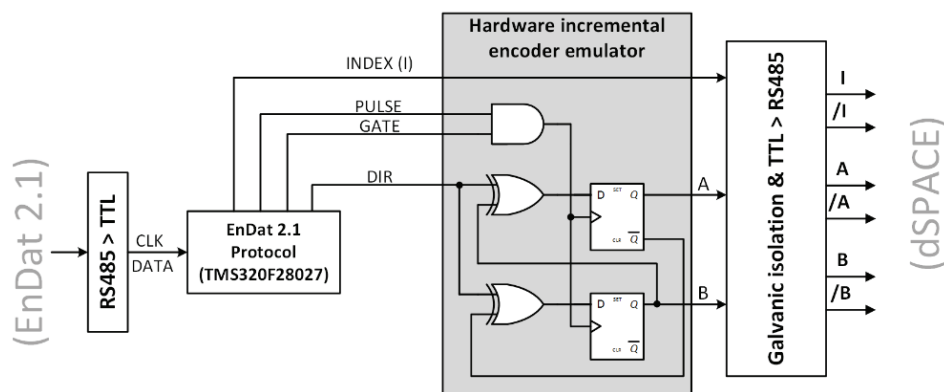 Hardware incremental
encoder emulator
INDEX (I)
PULSE
GATE
DIR
(EnDat 2.1)
RS485 > TTL
CLK
DATA
EnDat 2.1
Protocol
(TMS320F28027)
D
SET
CLR
Q
Q
A
D
SET
CLR
Q
Q
B
Galvanic isolation & TTL > RS485
I
/I
A
/A
B
/B
(dSPACE)